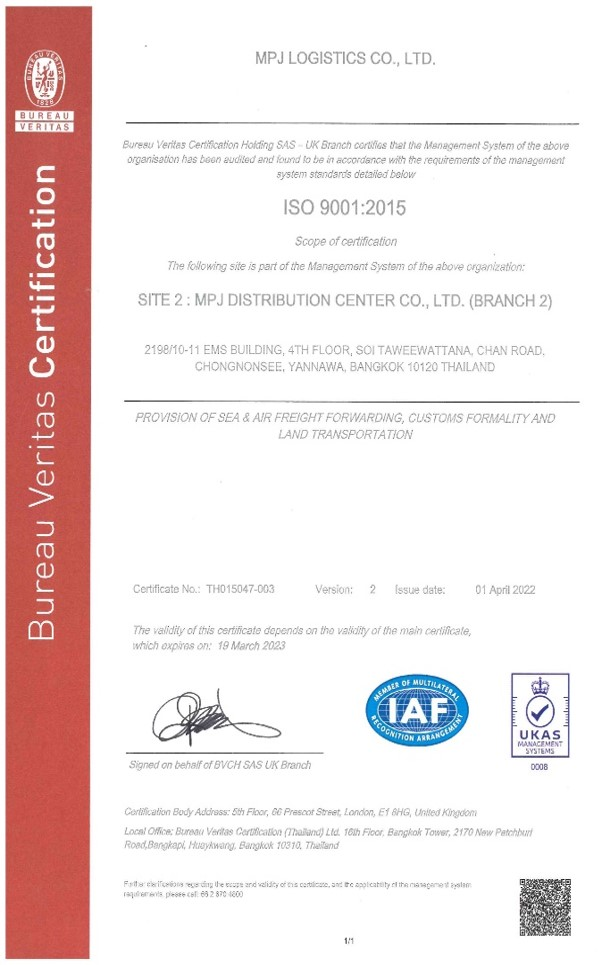 BUREAU VERITAS
1828
BUREAU
VERITAS
Bureau Veritas Certification
MPJ LOGISTICS CO., LTD.
Bureau Veritas Certification Holding SAS – UK Branch certifies that the Management System of the above
organisation has been audited and found to be in accordance with the requirements of the management
system standards detailed below
ISO 9001:2015
Scope of certification
The following site is part of the Management System of the above organization:
SITE 2 : MPJ DISTRIBUTION CENTER CO., LTD. (BRANCH 2)
2198/10-11 EMS BUILDING, 4TH FLOOR, SOI TAWEEWATTANA, CHAN ROAD,
CHONGNONSEE, YANNAWA, BANGKOK 10120 THAILAND
PROVISION OF SEA & AIR FREIGHT FORWARDING, CUSTOMS FORMALITY AND
LAND TRANSPORTATION
Certificate No.: TH015047-003 Version: 2 Issue date: 01 April 2022
The validity of this certificate depends on the validity of the main certificate,
which expires on: 19 March 2023
MEMBER OF MULTILATERAL
IAF
RECOGNITION ARRANGEMENT
UKAS
MANAGEMENT
SYSTEMS
0008
Signed on behalf of BVCH SAS UK Branch
Certification Body Address: 5th Floor, 66 Prescot Street, London, E1 8HG, United Kingdom
Local Office: Bureau Veritas Certification (Thailand) Ltd. 16th Floor, Bangkok Tower, 2170 New Petchburi
Road,Bangkapi, Huaykwang, Bangkok 10310, Thailand
Further clarifications regarding the scope and validity of this certificate, and the applicability of the management system
requirements, please call: 66 2 670 4800
1/1